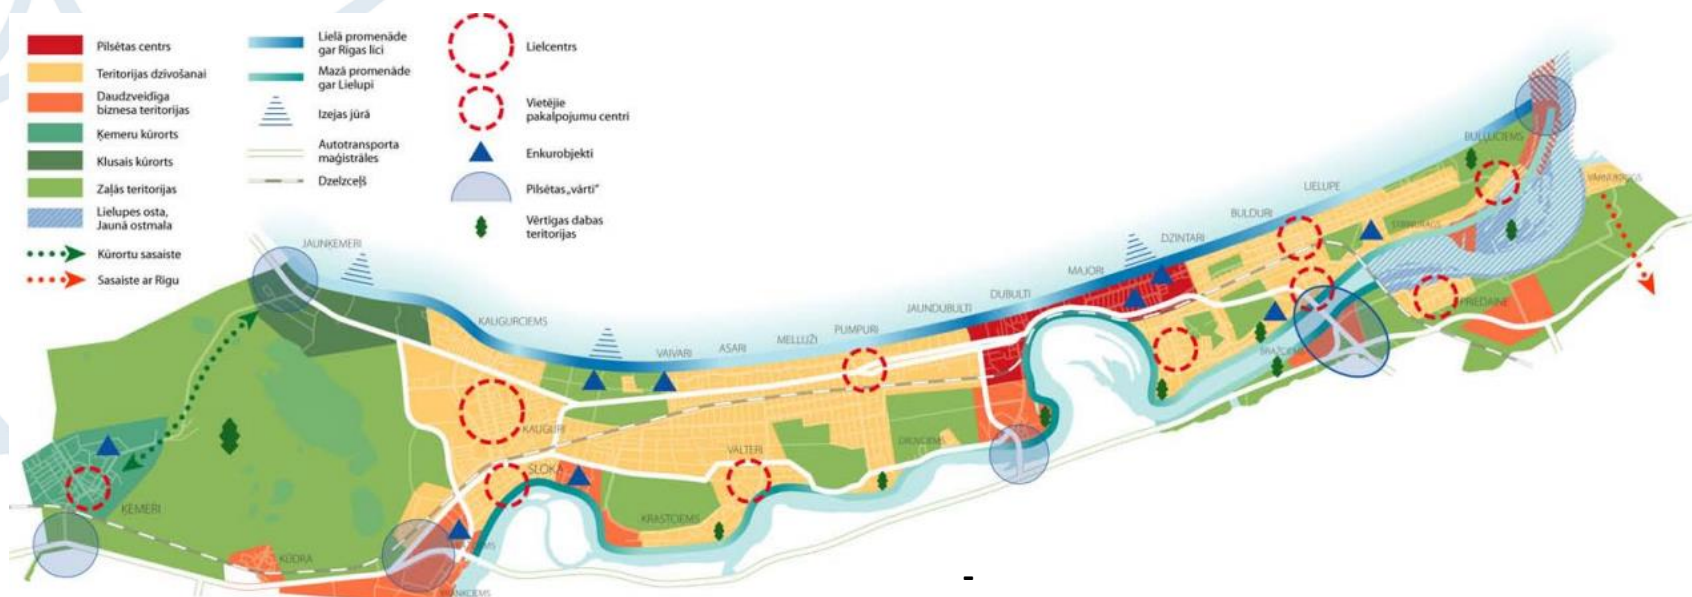 Pilsētas centrs
Teritorijas dzīvošanai
Daudzveidīga
biznesa teritorijas
Ķemeru kūrorts
Klusais kūrorts
Zaļās teritorijas
Lielupes osta,
Jaunā ostmala
Kūrortu sasaiste
Sasaiste ar Rīgu
Lielā promenāde
gar Rīgas līci
Mazā promenāde
gar Lielupi
Izejas jūrā
Autotransporta
maģistrāles
Dzelzceļš
Lielcentrs
Vietējie
pakalpojumu centri
Enkurobjekti
Pilsētas „vārti"
Vērtīgas dabas
teritorijas
BUĻĻUCIEMS
LIELUPE
BULDURI
DZINTARI
MAJORI
DUBULTI
JAUNDUBULTI
PUMPURI
MELLUŽI
ASARI
VAIVARI
KAUGURCIEMS
JAUNĶEMERI
PRIEDAINE
KAUGURI
SLOKA
VALTERI
KRASTCIEMS
ĶEMERI
KŪDRA
-